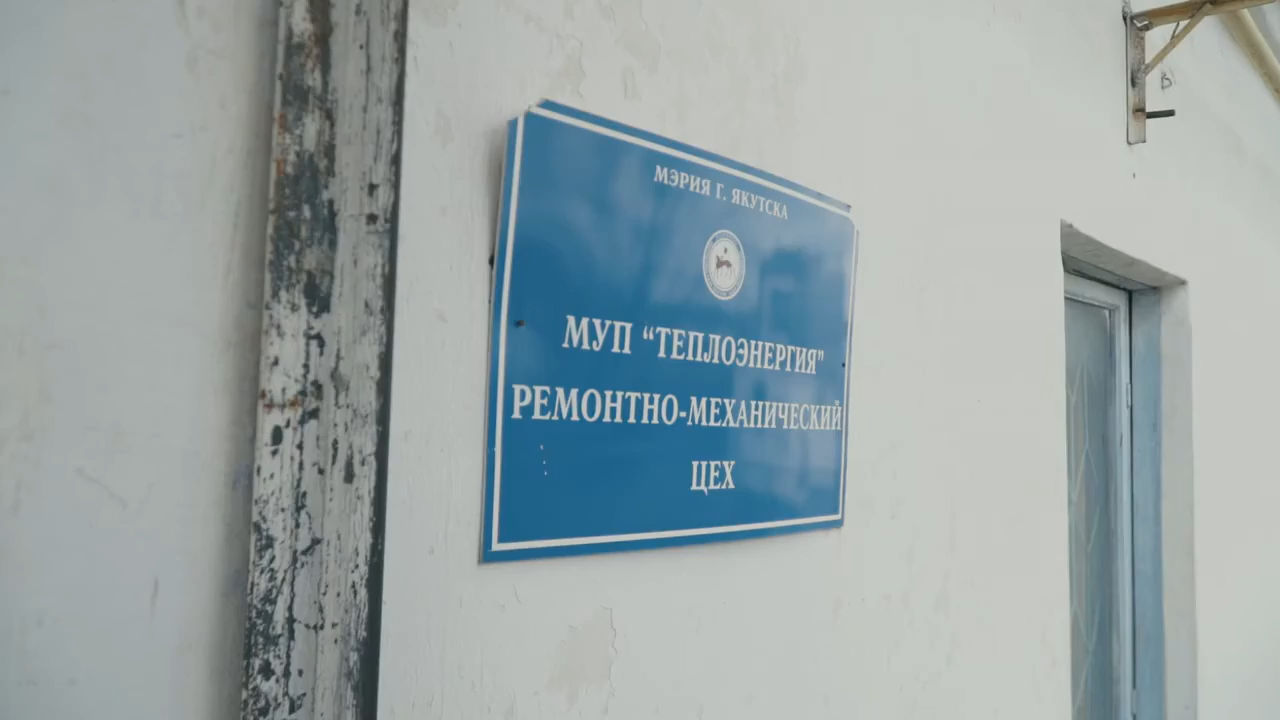 МЭРИЯ Г. ЯКУТСКА
МУП “ТЕПЛОЭНЕРГИЯ”
РЕМОНТНО-МЕХАНИЧЕСКИЙ
ЦЕХ